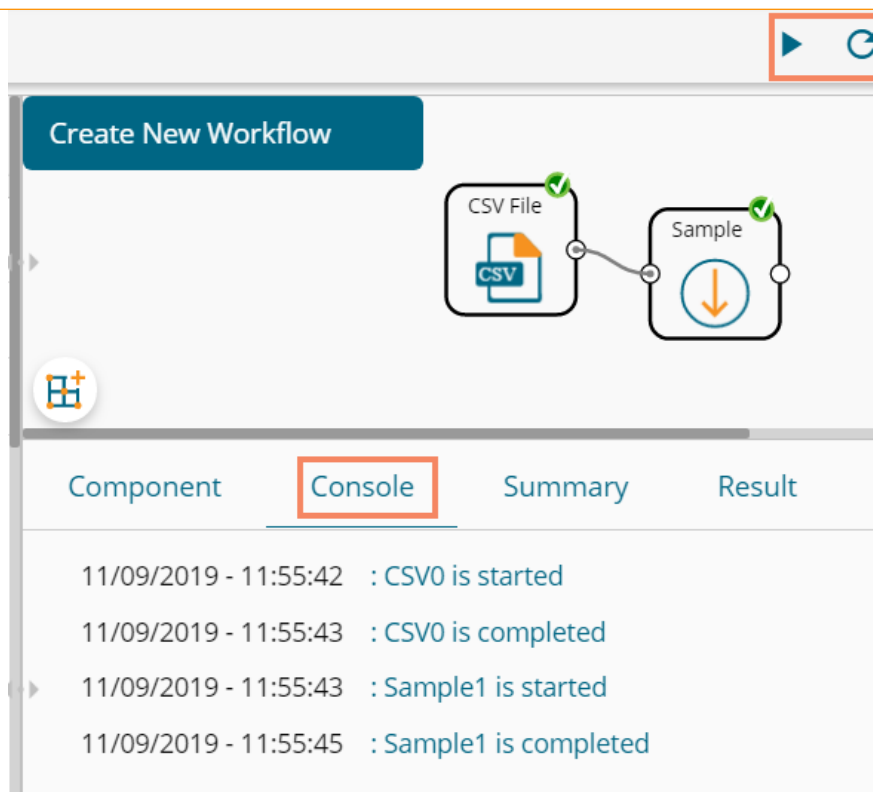 Create New Workflow
CSV File
Sample
CSV
Component Console Summary Result
11/09/2019 - 11:55:42 : CSV0 is started
11/09/2019 - 11:55:43 : CSV0 is completed
11/09/2019 - 11:55:43 : Sample1 is started
11/09/2019 - 11:55:45 : Sample1 is completed